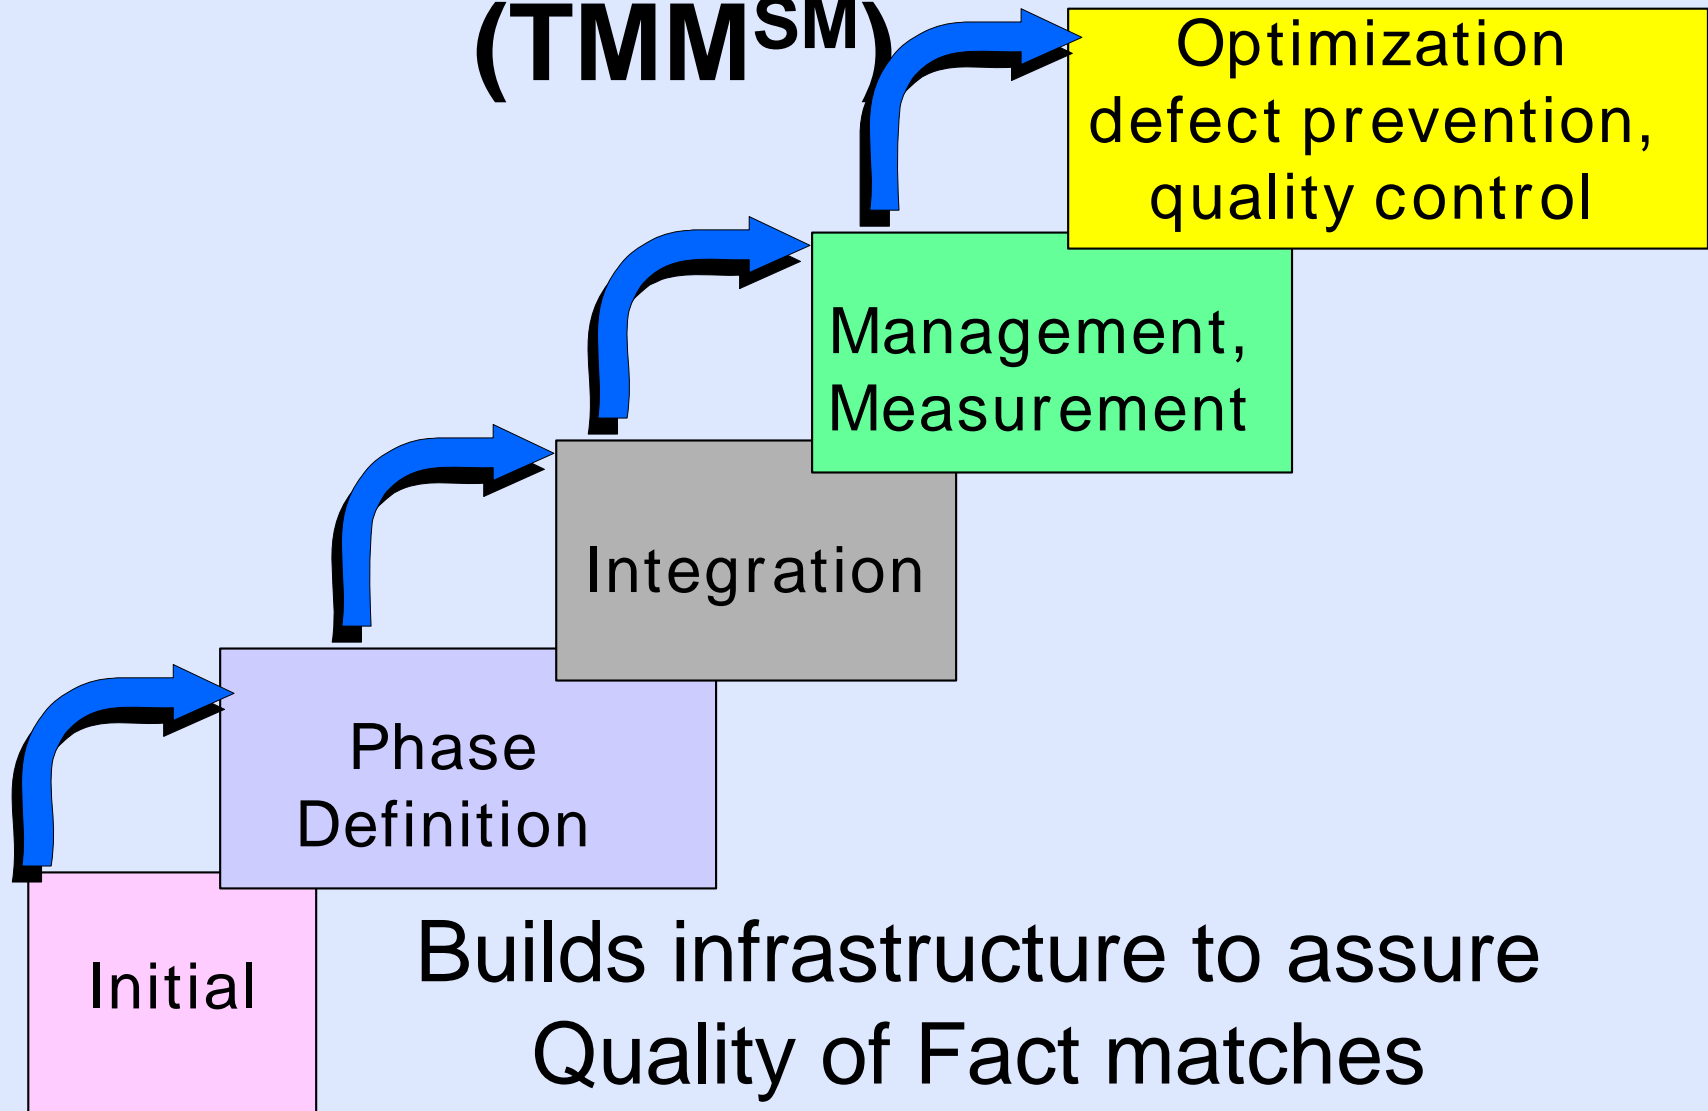 (TMMSM)
Optimization
defect prevention,
quality control
Management,
Measurement
Integration
Phase
Definition
Initial
Builds infrastructure to assure
Quality of Fact matches